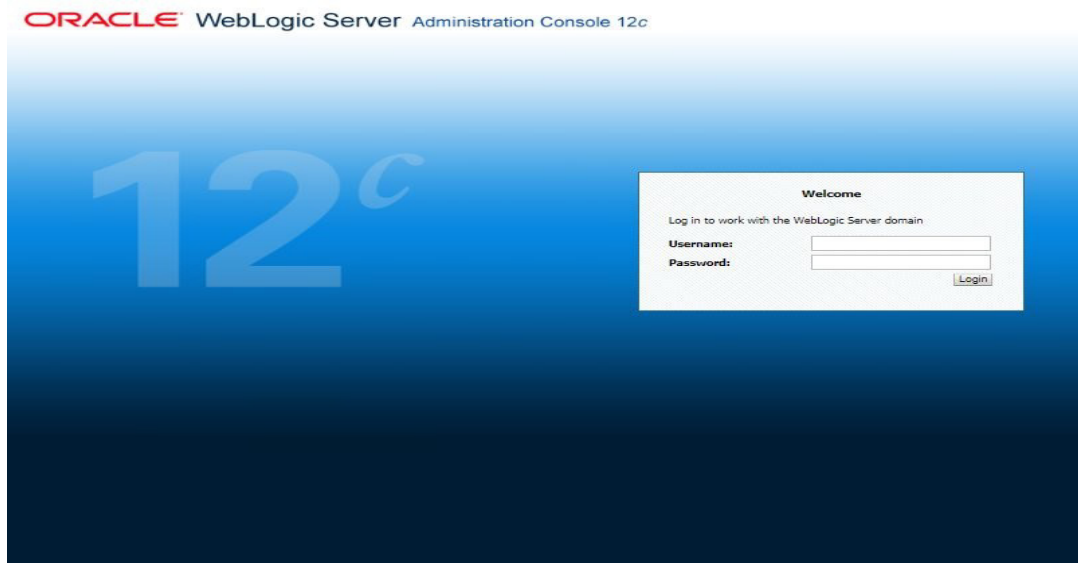 ORACLE WebLogic Server Administration Console 12c
12c
Welcome
Log in to work with the WebLogic Server domain
Username:
Password:
Login